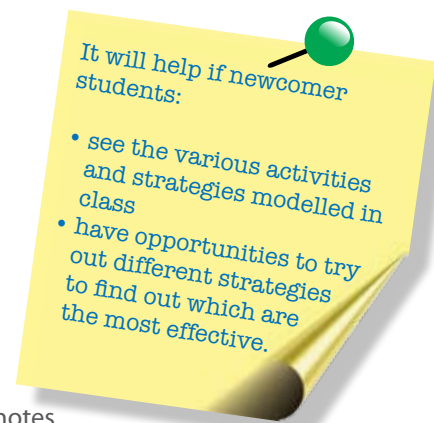 It will help if newcomer
students:
• see the various activities
and strategies modelled in
class
• have opportunities to try
out different strategies
to find out which are
the most effective.
notes